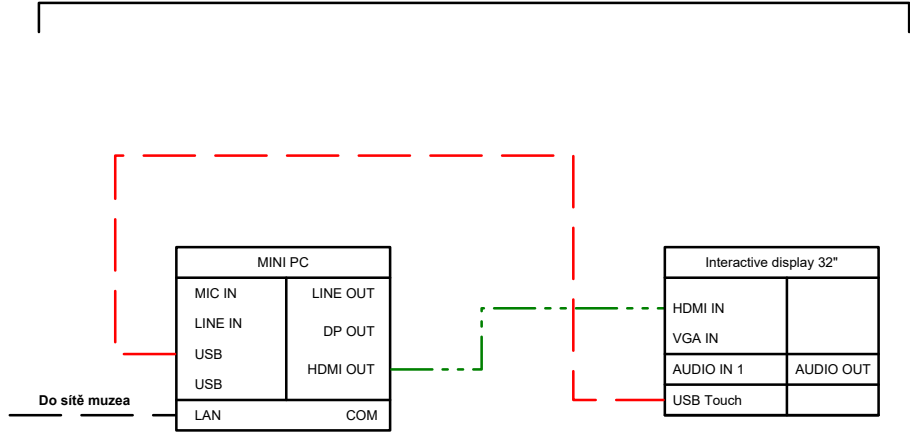 MINI PC
MIC IN
LINE OUT
LINE IN
DP OUT
USB
HDMI OUT
USB
LAN
COM
Do sítě muzea
Interactive display 32"
HDMI IN
VGA IN
AUDIO IN 1
AUDIO OUT
USB Touch